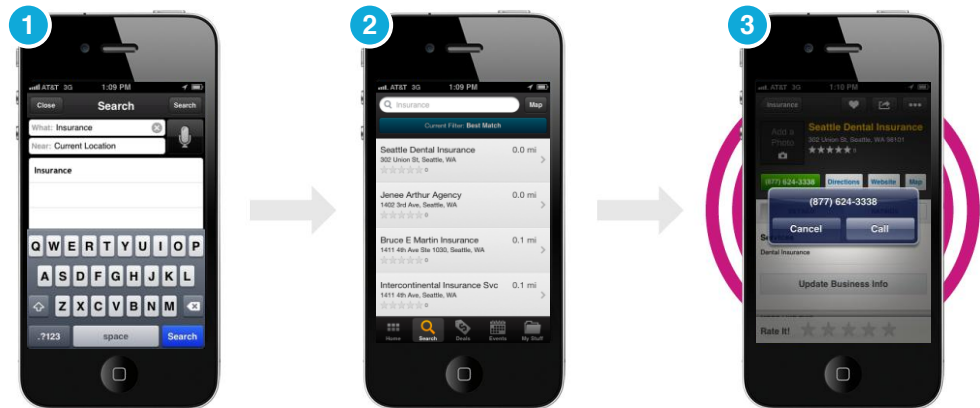 1
AT&T 3G 1:09 PM
Close Search Search
What: Insurance
Near: Current Location
Insurance
Q W E R T Y U I O P
A S D F G H J K L
Z X C V B N M
.?123 space Search
2
AT&T 3G 1:09 PM
Insurance Map
Current Filter: Best Match
Seattle Dental Insurance 0.0 mi
302 Union St, Seattle, WA
0
Jenee Arthur Agency 0.0 mi
1402 3rd Ave, Seattle, WA
0
Bruce E Martin Insurance 0.1 mi
1411 4th Ave Ste 1030, Seattle, WA
0
Intercontinental Insurance Svc 0.1 mi
1411 4th Ave, Seattle, WA
0
Home Search Deals Events My Stuff
3
AT&T 3G 1:10 PM
Insurance
Add a
Photo
Seattle Dental Insurance
302 Union St, Seattle, WA 98101
(877) 624-3338 Directions Website Map
(877) 624-3338
Cancel Call
Dental Insurance
Update Business Info
Rate It!